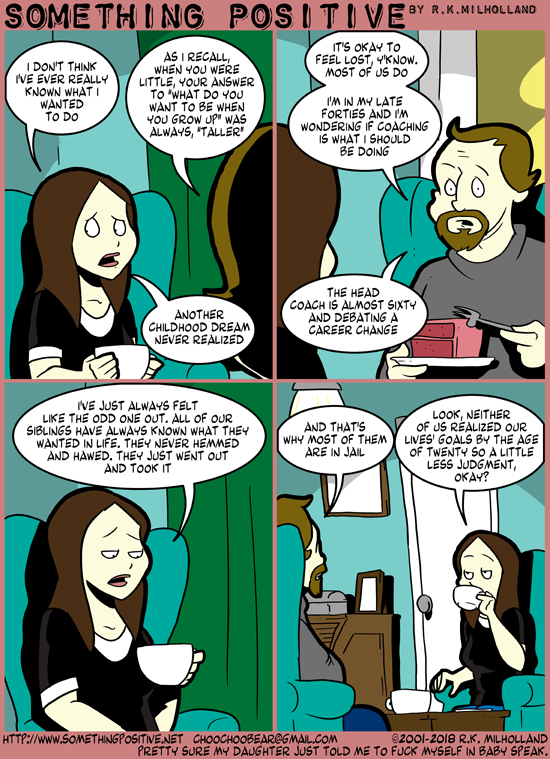 SOMETHING POSITIVE BY R.K.MILHOLLAND
I DON'T THINK
I'VE EVER REALLY
KNOWN WHAT I
WANTED
TO DO
AS I RECALL,
WHEN YOU WERE
LITTLE, YOUR ANSWER
TO "WHAT DO YOU
WANT TO BE WHEN
YOU GROW UP" WAS
ALWAYS, "TALLER"
ANOTHER
CHILDHOOD DREAM
NEVER REALIZED
IT'S OKAY TO
FEEL LOST, Y'KNOW.
MOST OF US DO
I'M IN MY LATE
FORTIES AND I'M
WONDERING IF COACHING
IS WHAT I SHOULD
BE DOING
THE HEAD
COACH IS ALMOST SIXTY
AND DEBATING A
CAREER CHANGE
I'VE JUST ALWAYS FELT
LIKE THE ODD ONE OUT. ALL OF OUR
SIBLINGS HAVE ALWAYS KNOWN WHAT THEY
WANTED IN LIFE. THEY NEVER HEMMED
AND HAWED. THEY JUST WENT OUT
AND TOOK IT
AND THAT'S
WHY MOST OF THEM
ARE IN JAIL
LOOK, NEITHER
OF US REALIZED OUR
LIVES' GOALS BY THE AGE
OF TWENTY SO A LITTLE
LESS JUDGMENT,
OKAY?
HTTP://WWW.SOMETHINGPOSITIVE.NET CHOOCHOOBEAR@GMAIL.COM ©2001-2018 R.K. MILHOLLAND
PRETTY SURE MY DAUGHTER JUST TOLD ME TO FUCK MYSELF IN BABY SPEAK.